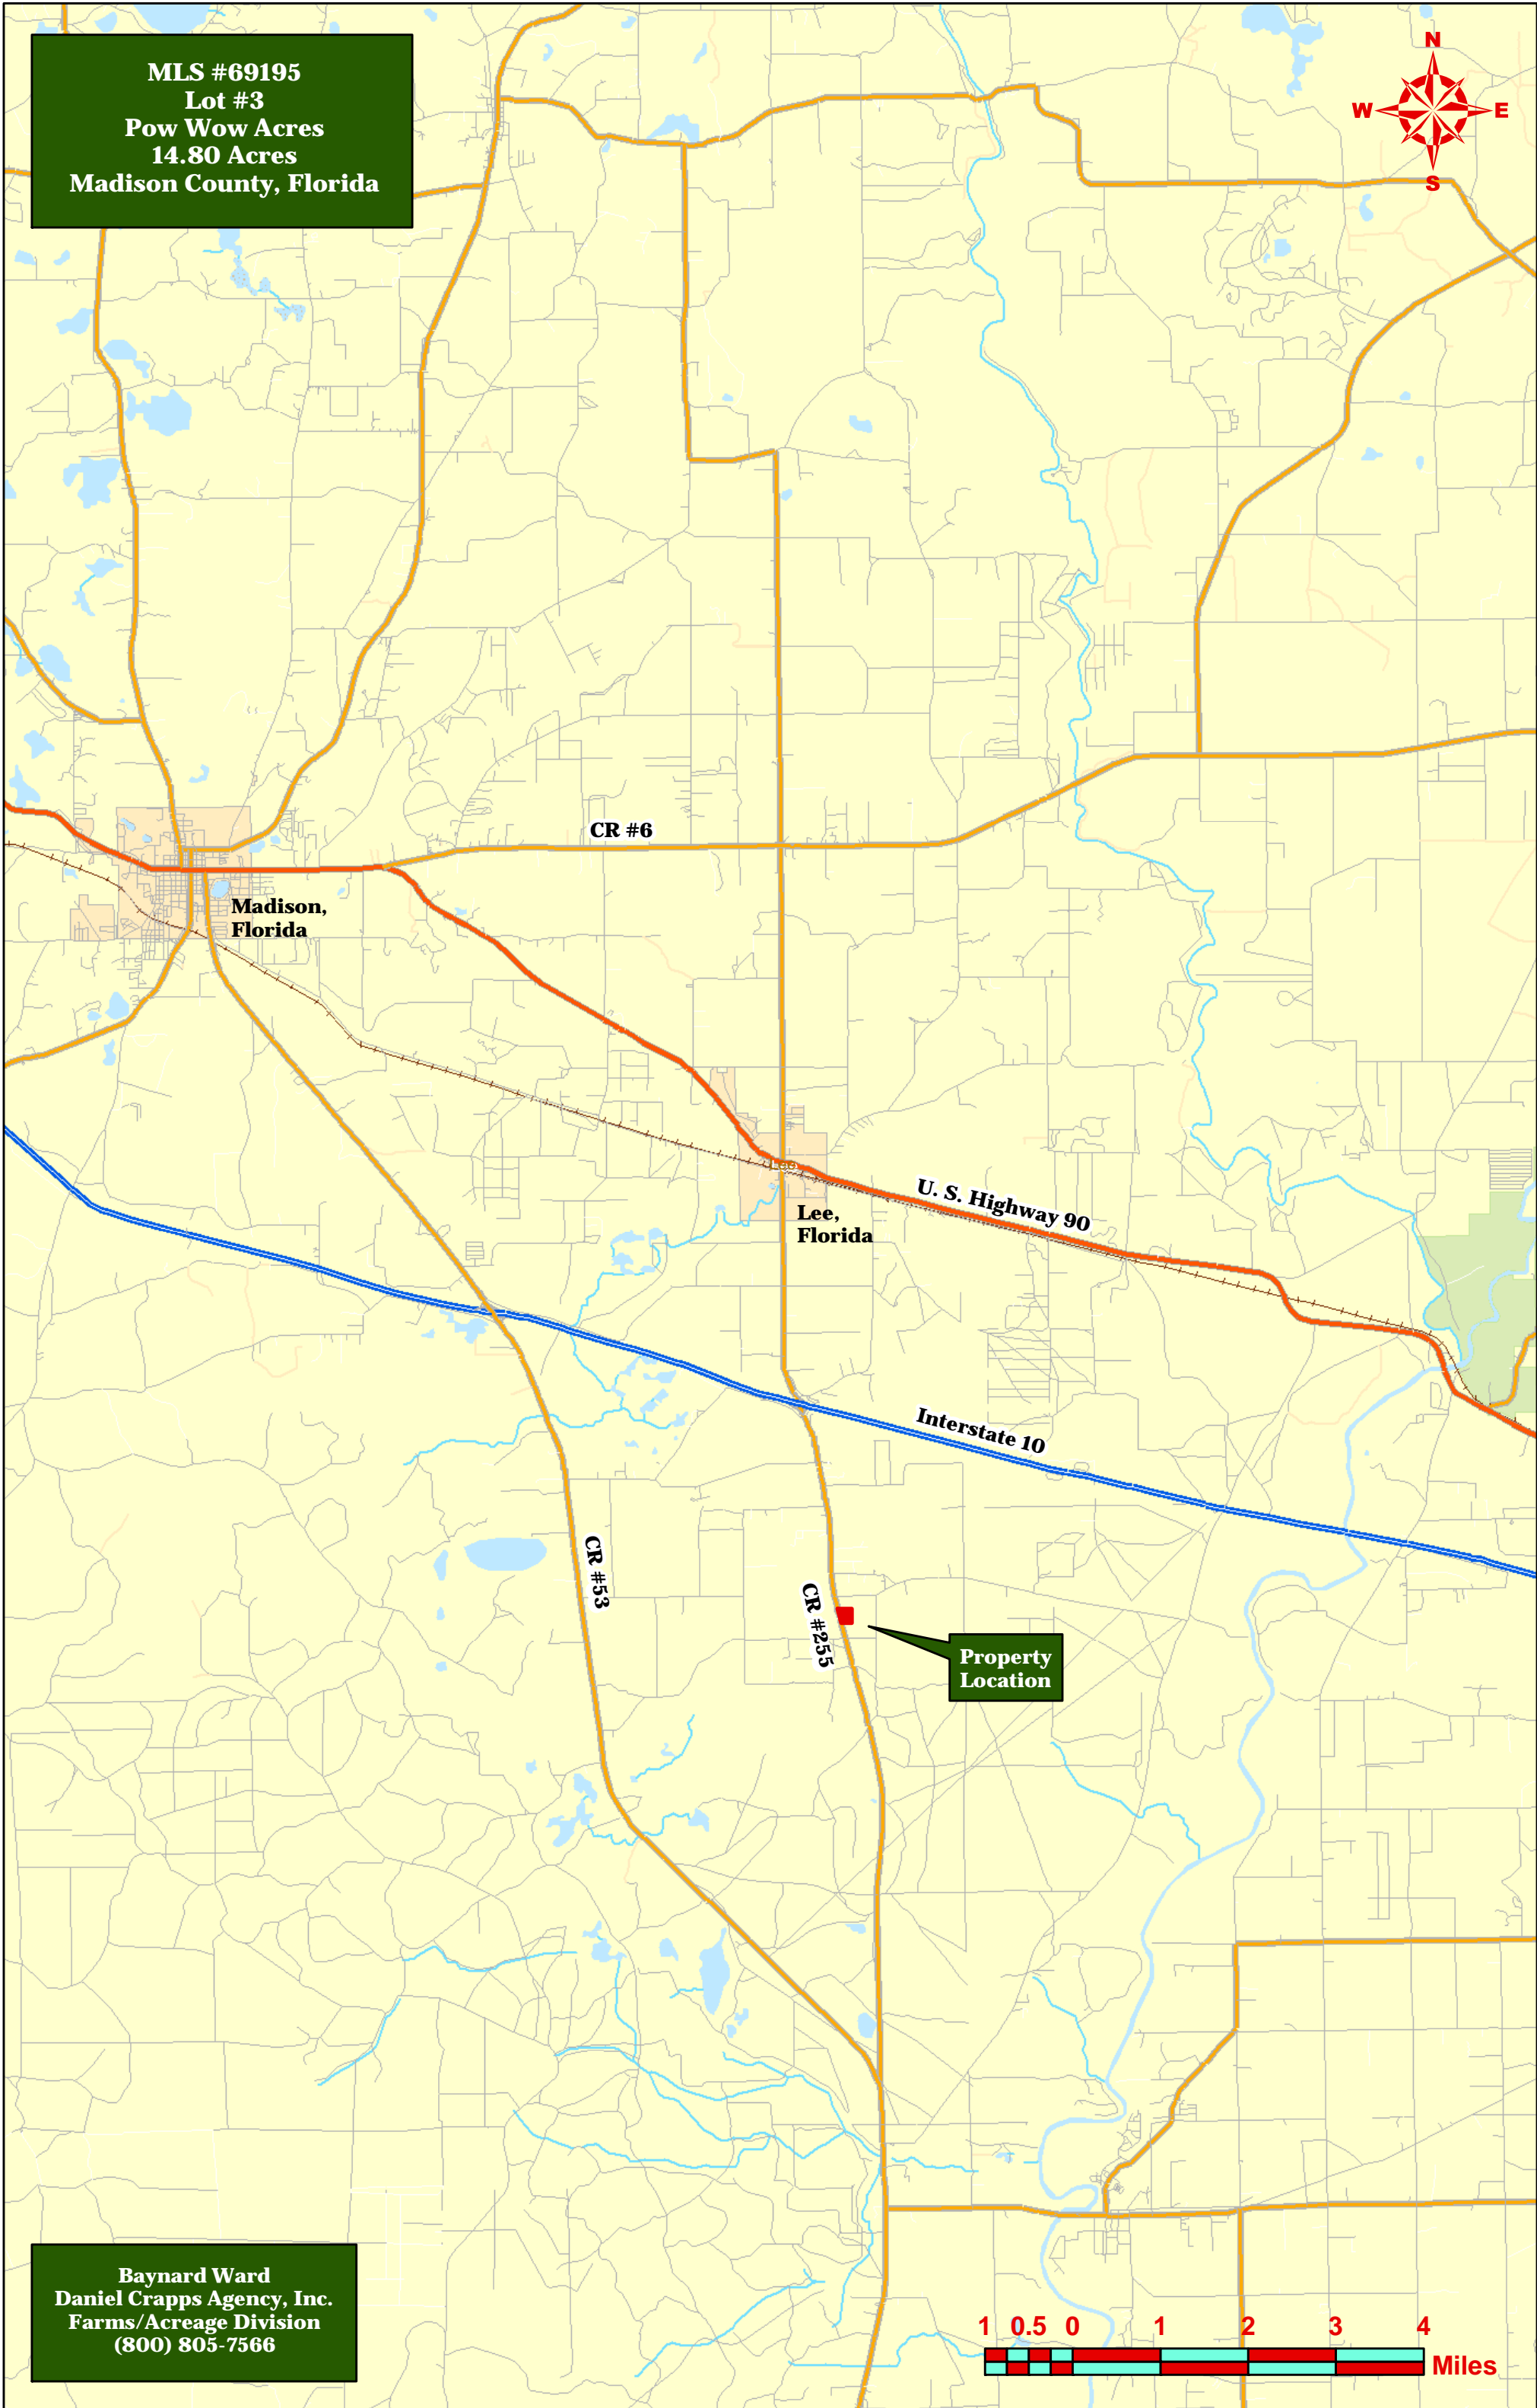 MLS #69195
Lot #3
Pow Wow Acres
14.80 Acres
Madison County, Florida
N
W
E
S
CR #6
Madison,
Florida
Lee
U. S. Highway 90
Lee,
Florida
Interstate 10
CR #53
CR #255
Property
Location
Baynard Ward
Daniel Crapps Agency, Inc.
Farms/Acreage Division
(800) 805-7566
1 0.5 0 1 2 3 4
Miles